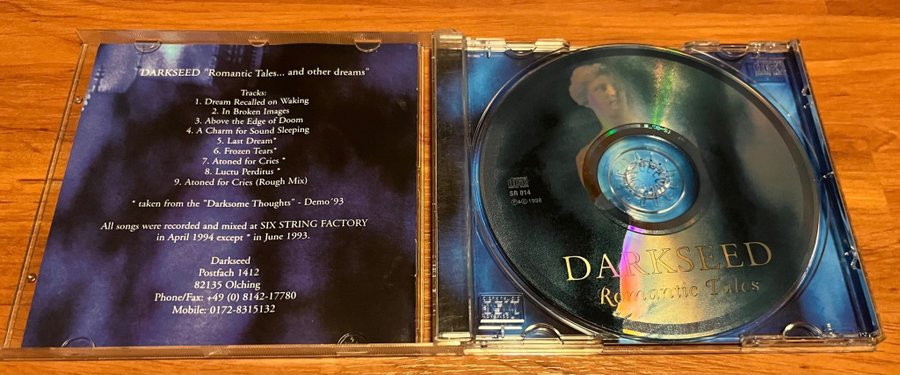 DARKSEED "Romantic Tales... and other dreams"
Tracks:
1. Dream Recalled on Waking
2. In Broken Images
3. Above the Edge of Doom
4. A Charm for Sound Sleeping
5. Last Dream*
6. Frozen Tears*
7. Atoned for Cries *
8. Luctu Perditus *
9. Atoned for Cries (Rough Mix)
* taken from the "Darksome Thoughts" - Demo'93
All songs were recorded and mixed at SIX STRING FACTORY
in April 1994 except * in June 1993.
Darkseed
Postfach 1412
82135 Olching
Phone/Fax: +49 (0) 8142-17780
Mobile: 0172-8315132
SR 014
DARKSEED
Romantic Tales